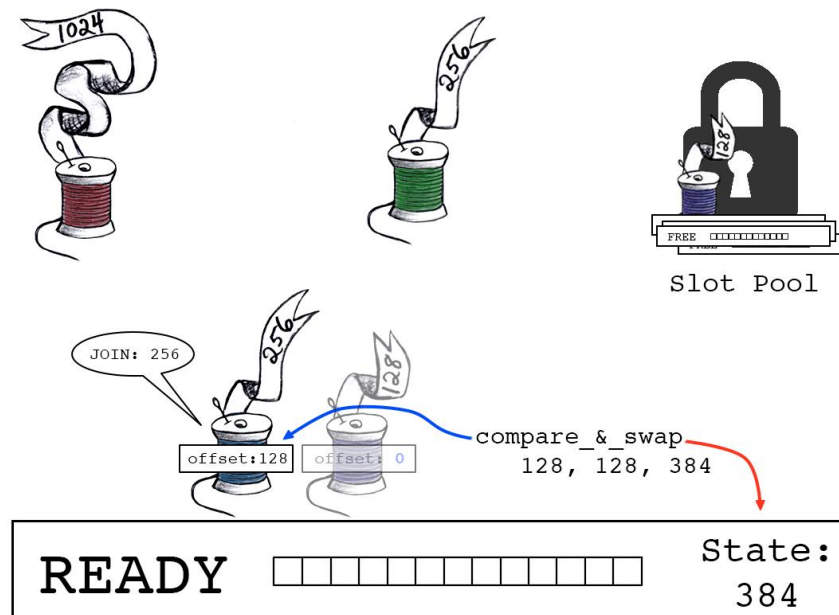 1024
256
128
FREE
FREE
Slot Pool
256
128
JOIN: 256
offset:128
offset: 0
compare_&_swap
128, 128, 384
READY
State:
384